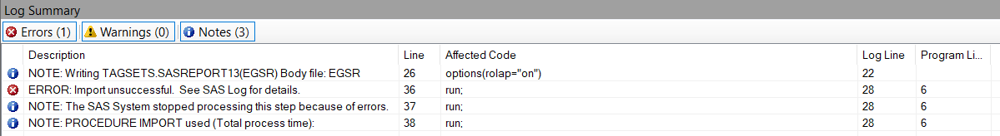 Log Summary
Errors (1) Warnings (0) Notes (3)
Description Line Affected Code Log Line Program Li...
NOTE: Writing TAGSETS.SASREPORT13(EGSR) Body file: EGSR 26 options(rolap="on") 22
ERROR: Import unsuccessful.  See SAS Log for details. 36 run; 28 6
NOTE: The SAS System stopped processing this step because of errors. 37 run; 28 6
NOTE: PROCEDURE IMPORT used (Total process time): 38 run; 28 6